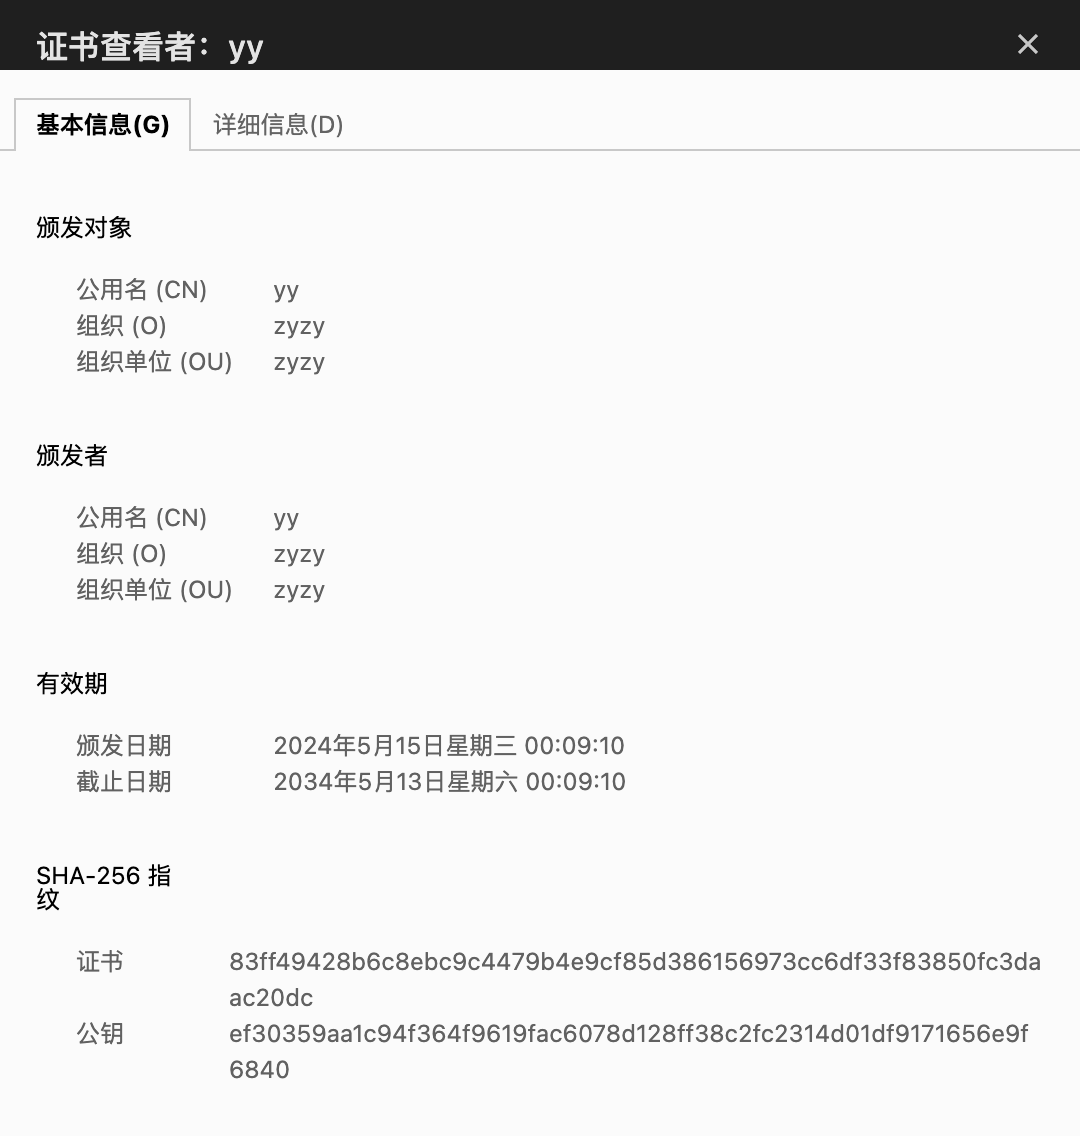 证书查看者：yy
基本信息(G) 详细信息(D)
颁发对象
公用名 (CN) yy
组织 (O) zyzy
组织单位 (OU) zyzy
颁发者
公用名 (CN) yy
组织 (O) zyzy
组织单位 (OU) zyzy
有效期
颁发日期 2024年5月15日星期三 00:09:10
截止日期 2034年5月13日星期六 00:09:10
SHA-256 指
纹
证书 83ff49428b6c8ebc9c4479b4e9cf85d386156973cc6df33f83850fc3da
ac20dc
公钥 ef30359aa1c94f364f9619fac6078d128ff38c2fc2314d01df9171656e9f
6840